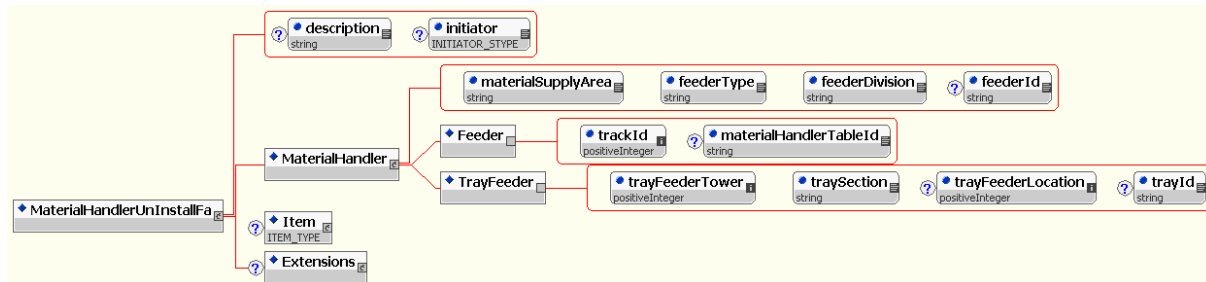 ? description
string
? initiator
INITIATOR_STYPE
materialSupplyArea
string
feederType
string
feederDivision
string
? feederId
string
Feeder
trackId
positiveInteger
? materialHandlerTableId
string
MaterialHandler
TrayFeeder
trayFeederTower
positiveInteger
traySection
string
? trayFeederLocation
positiveInteger
? trayId
string
MaterialHandlerUnInstallFa
? Item
ITEM_TYPE
? Extensions